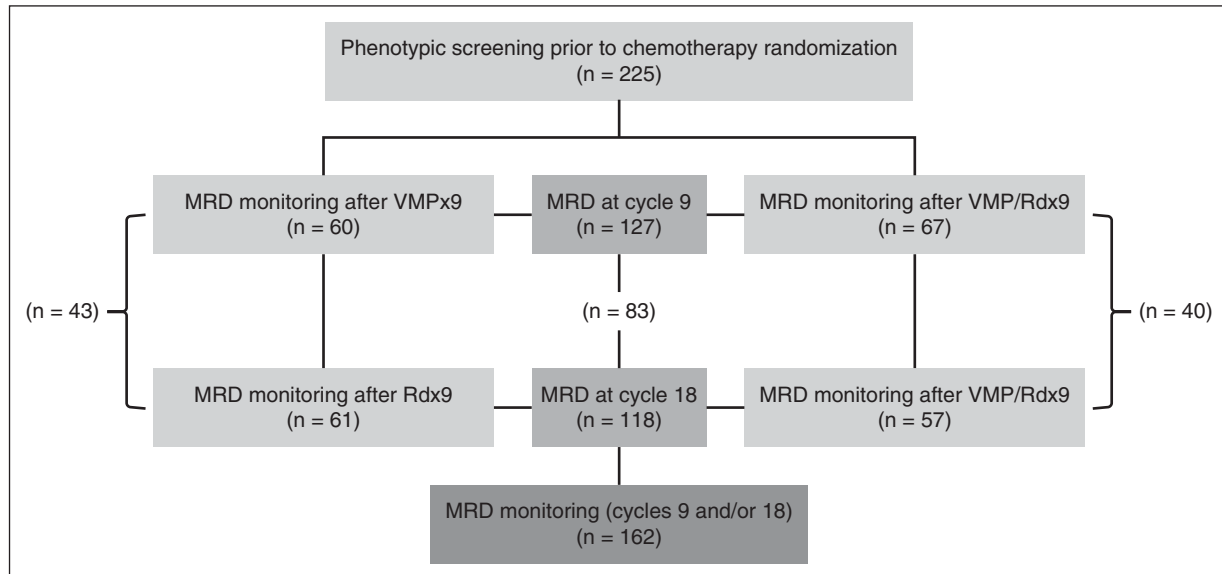 Phenotypic screening prior to chemotherapy randomization
(n = 225)
MRD monitoring after VMPx9
(n = 60)
MRD at cycle 9
(n = 127)
MRD monitoring after VMP/Rdx9
(n = 67)
(n = 43)
(n = 83)
(n = 40)
MRD monitoring after Rdx9
(n = 61)
MRD at cycle 18
(n = 118)
MRD monitoring after VMP/Rdx9
(n = 57)
MRD monitoring (cycles 9 and/or 18)
(n = 162)